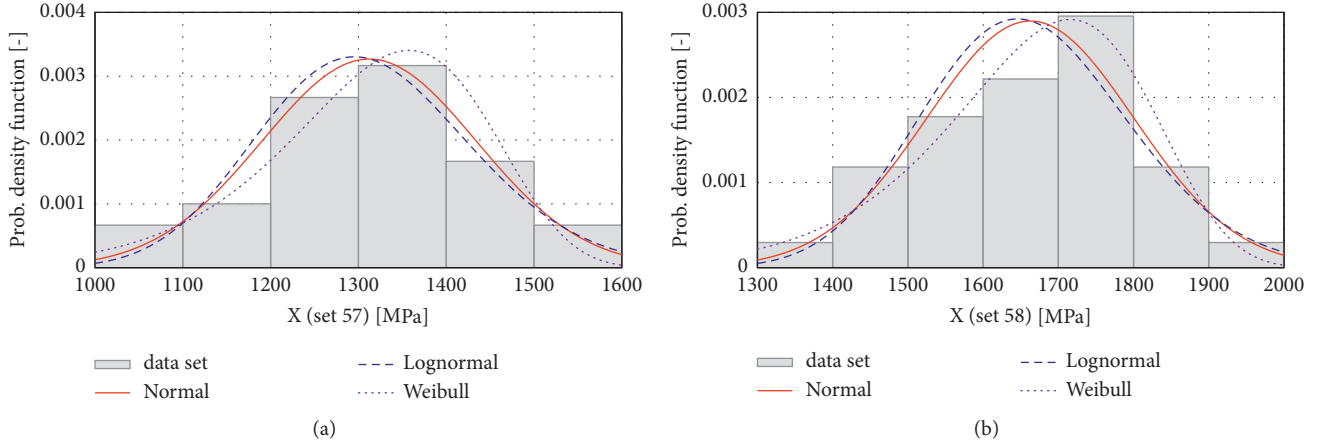 Prob. density function [-]
0.004
0.003
0.002
0.001
0
1000 1100 1200 1300 1400 1500 1600
X (set 57) [MPa]
data set
Normal
Lognormal
Weibull
(a)
Prob. density function [-]
0.003
0.002
0.001
0
1300 1400 1500 1600 1700 1800 1900 2000
X (set 58) [MPa]
data set
Normal
Lognormal
Weibull
(b)